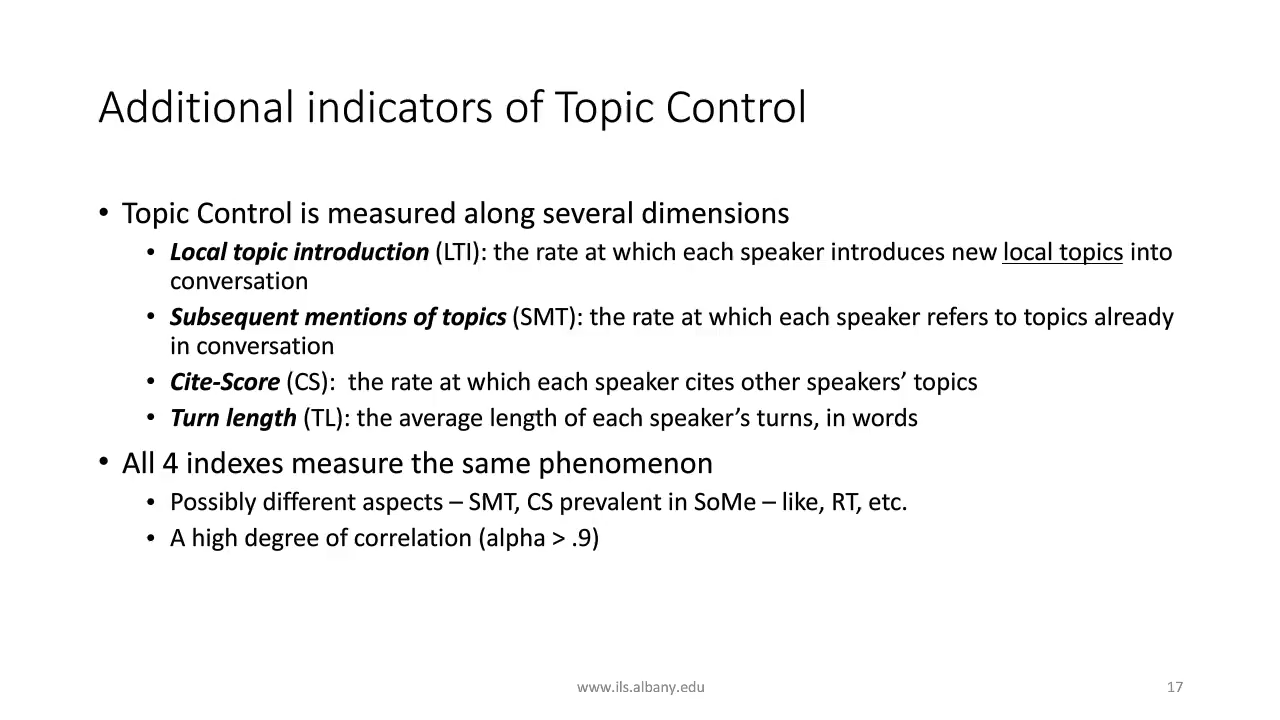 Additional indicators of Topic Control
• Topic Control is measured along several dimensions
• Local topic introduction (LTI): the rate at which each speaker introduces new local topics into
conversation
• Subsequent mentions of topics (SMT): the rate at which each speaker refers to topics already
in conversation
• Cite-Score (CS):  the rate at which each speaker cites other speakers’ topics
• Turn length (TL): the average length of each speaker’s turns, in words
• All 4 indexes measure the same phenomenon
• Possibly different aspects – SMT, CS prevalent in SoMe – like, RT, etc.
• A high degree of correlation (alpha > .9)
www.ils.albany.edu
17